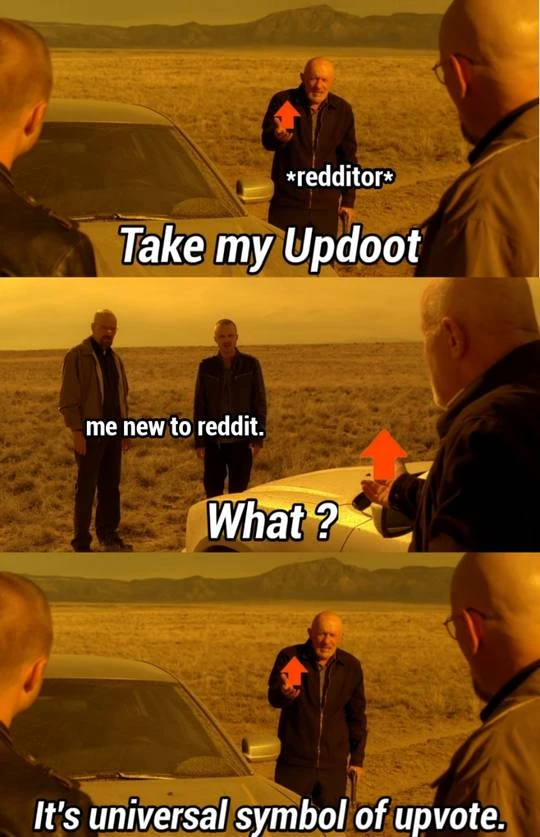 *redditor*
Take my Updoot
me new to reddit.
What ?
It's universal symbol of upvote.